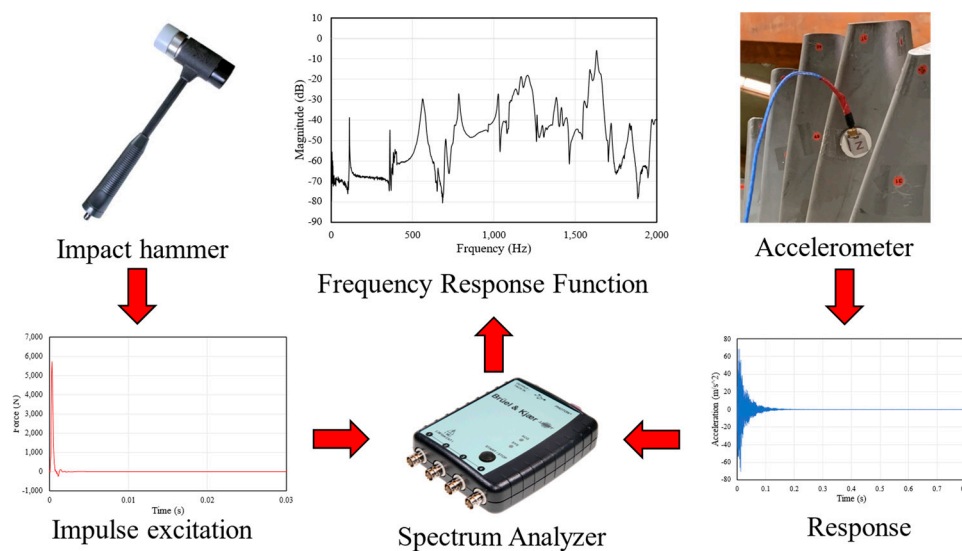 10
0
-10
-20
-30
-40
-50
-60
-70
-80
-90
Magnitude (dB)
0 500 1,000 1,500 2,000
Frquency (Hz)
Impact hammer
Frequency Response Function
Z
Accelerometer
7,000
6,000
5,000
4,000
3,000
2,000
1,000
0
-1,000
Force (N)
0 0.01 0.02 0.03
Time (s)
Impulse excitation
Brüel & Kjær
Spectrum Analyzer
80
60
40
20
0
-20
-40
-60
-80
Acceleration (m/s^2)
0 0.1 0.2 0.3 0.4 0.5 0.6 0.7 0.8
Time (s)
Response